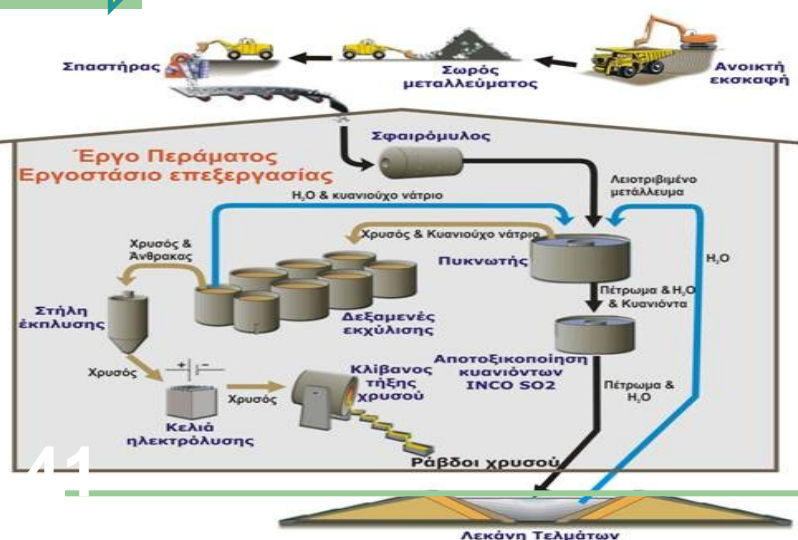 Σπαστήρας
Σωρός
μεταλλεύματος
Ανοικτή
εκσκαφή
Έργο Περάματος
Εργοστάσιο επεξεργασίας
Σφαιρόμυλος
Λειοτριβιμένο
μετάλλευμα
H₂O & κυανιούχο νάτριο
Χρυσός & Κυανιούχο νάτριο
Χρυσός &
Άνθρακας
Πυκνωτής
H₂O
Στήλη
έκπλυσης
Δεξαμενές
εκχύλισης
Πέτρωμα & H₂O
& Κυανιόντα
Χρυσός
+ -
Κλίβανος
τήξης
χρυσού
Αποτοξικοποίηση
κυανιόντων
INCO SO2
Πέτρωμα &
H₂O
Χρυσός
Κελιά
ηλεκτρόλυσης
Ράβδοι χρυσού
41
Λεκάνη Τελμάτων